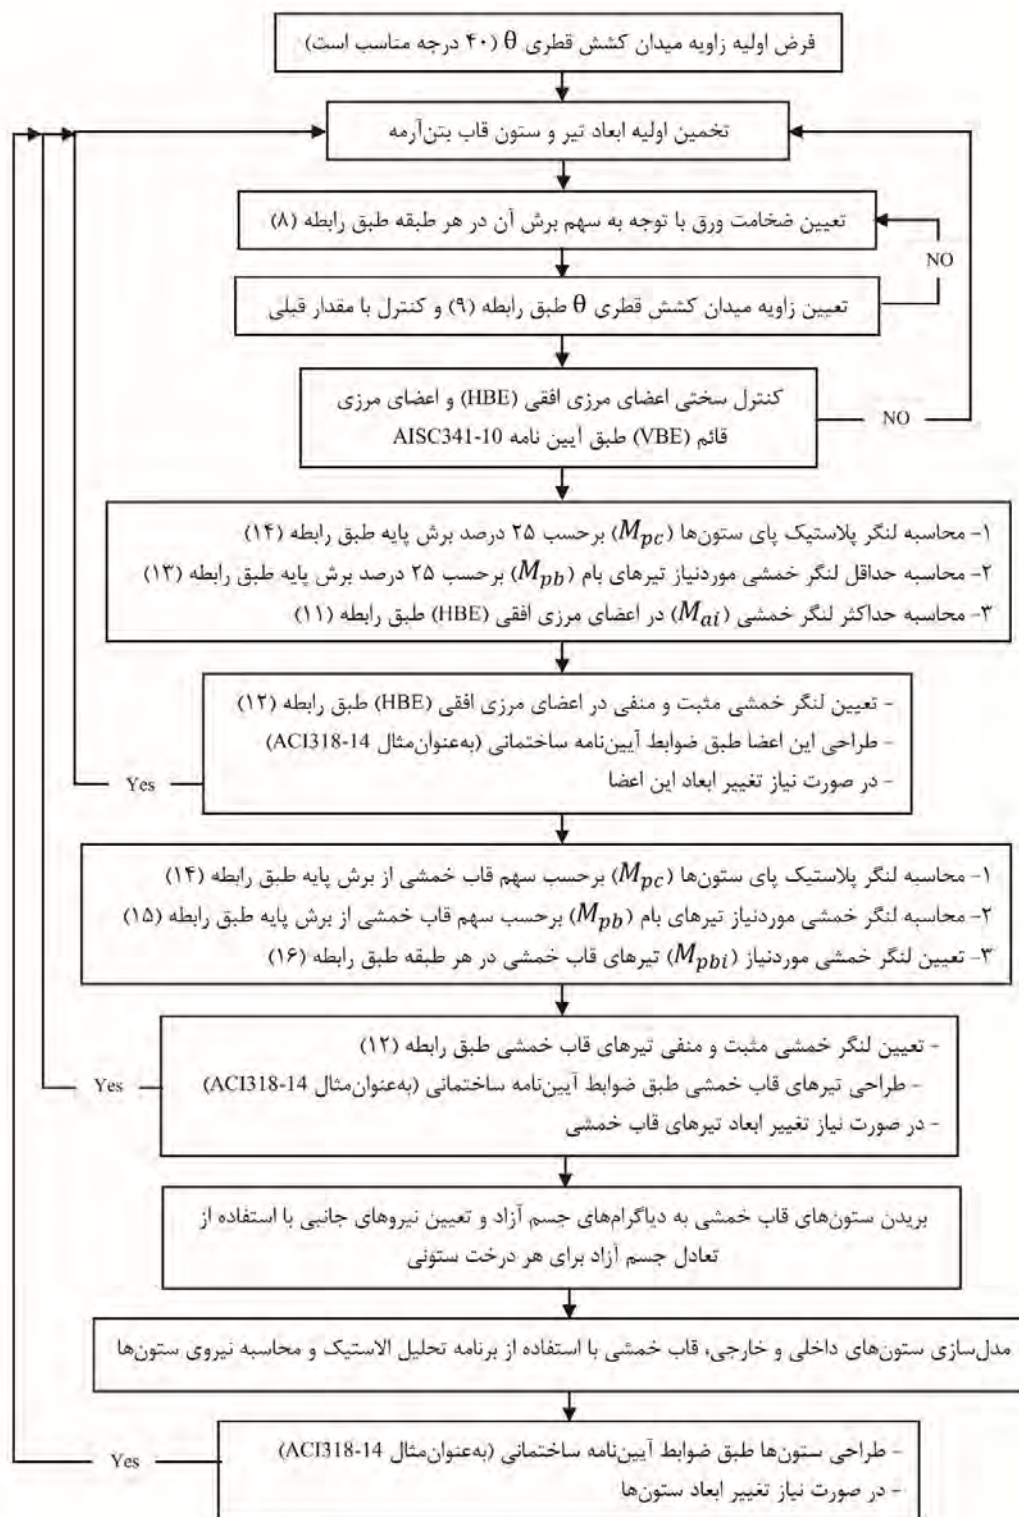 فرض اولیه زاویه میدان کشش قطری θ (۴۰ درجه مناسب است)
تخمین اولیه ابعاد تیر و ستون قاب بتن‌آرمه
تعیین ضخامت ورق با توجه به سهم برش آن در هر طبقه طبق رابطه (۸)
NO
تعیین زاویه میدان کشش قطری θ طبق رابطه (۹) و کنترل با مقدار قبلی
کنترل سختی اعضای مرزی افقی (HBE) و اعضای مرزی
قائم (VBE) طبق آیین نامه AISC341-10
NO
۱- محاسبه لنگر پلاستیک پای ستون‌ها (M_{pc}) برحسب ۲۵ درصد برش پایه طبق رابطه (۱۴)
۲- محاسبه حداقل لنگر خمشی موردنیاز تیرهای بام (M_{pb}) برحسب ۲۵ درصد برش پایه طبق رابطه (۱۳)
۳- محاسبه حداکثر لنگر خمشی (M_{ai}) در اعضای مرزی افقی (HBE) طبق رابطه (۱۱)
- تعیین لنگر خمشی مثبت و منفی در اعضای مرزی افقی (HBE) طبق رابطه (۱۲)
- طراحی این اعضا طبق ضوابط آیین‌نامه ساختمانی (به‌عنوان‌مثال ACI318-14)
- در صورت نیاز تغییر ابعاد این اعضا
Yes
۱- محاسبه لنگر پلاستیک پای ستون‌ها (M_{pc}) برحسب سهم قاب خمشی از برش پایه طبق رابطه (۱۴)
۲- محاسبه لنگر خمشی موردنیاز تیرهای بام (M_{pb}) برحسب سهم قاب خمشی از برش پایه طبق رابطه (۱۵)
۳- تعیین لنگر خمشی موردنیاز (M_{pbi}) تیرهای قاب خمشی در هر طبقه طبق رابطه (۱۶)
- تعیین لنگر خمشی مثبت و منفی تیرهای قاب خمشی طبق رابطه (۱۲)
- طراحی تیرهای قاب خمشی طبق ضوابط آیین‌نامه ساختمانی (به‌عنوان‌مثال ACI318-14)
- در صورت نیاز تغییر ابعاد تیرهای قاب خمشی
Yes
بریدن ستون‌های قاب خمشی به دیاگرام‌های جسم آزاد و تعیین نیروهای جانبی با استفاده از
تعادل جسم آزاد برای هر درخت ستونی
مدل‌سازی ستون‌های داخلی و خارجی، قاب خمشی با استفاده از برنامه تحلیل الاستیک و محاسبه نیروی ستون‌ها
- طراحی ستون‌ها طبق ضوابط آیین‌نامه ساختمانی (به‌عنوان‌مثال ACI318-14)
- در صورت نیاز تغییر ابعاد ستون‌ها
Yes